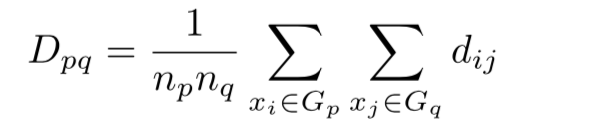 $$D_{pq} = \frac{1}{n_p n_q} \sum_{x_i \in G_p} \sum_{x_j \in G_q} d_{ij}$$